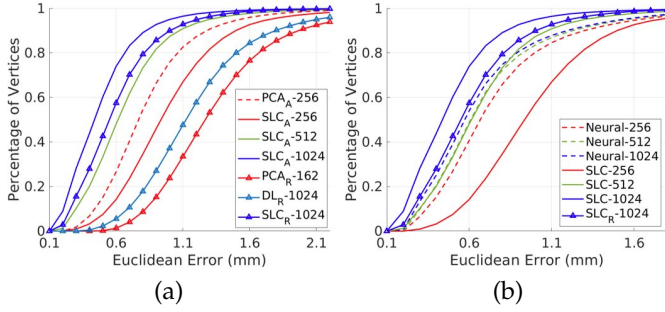 1
0.8
0.6
0.4
0.2
0
Percentage of Vertices
0.1 0.6 1.1 1.6 2.1
Euclidean Error (mm)
PCA_A-256
SLC_A-256
SLC_A-512
SLC_A-1024
PCA_R-162
DL_R-1024
SLC_R-1024
(a)
1
0.8
0.6
0.4
0.2
0
Percentage of Vertices
0.1 0.6 1.1 1.6
Euclidean Error (mm)
Neural-256
Neural-512
Neural-1024
SLC-256
SLC-512
SLC-1024
SLC_R-1024
(b)